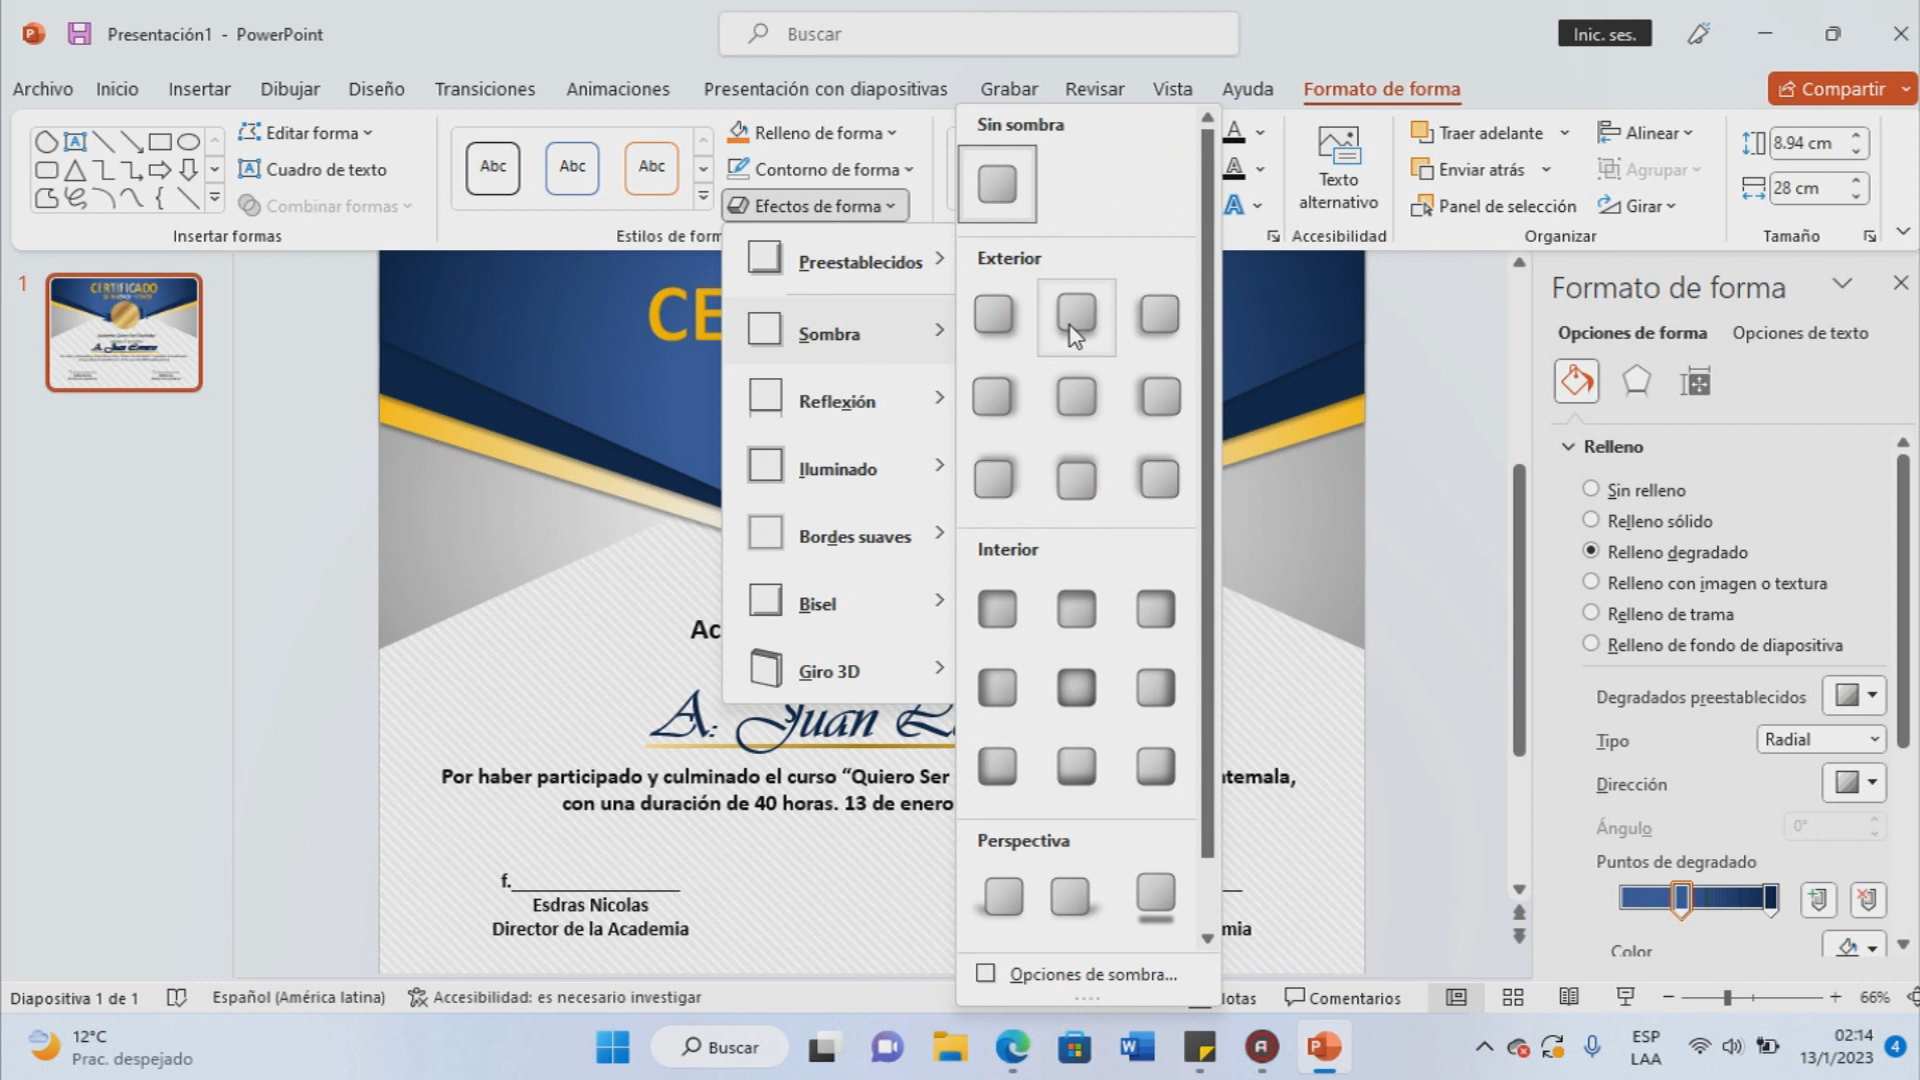 Presentación1 - PowerPoint
Buscar
Inic. ses.
Archivo Inicio Insertar Dibujar Diseño Transiciones Animaciones Presentación con diapositivas Grabar Revisar Vista Ayuda Formato de forma
Compartir
Editar forma
Cuadro de texto
Combinar formas
Insertar formas
Abc Abc Abc
Relleno de forma
Contorno de forma
Efectos de forma
Estilos de form
Texto
alternativo
Accesibilidad
Traer adelante
Enviar atrás
Panel de selección
Alinear
Agrupar
Girar
Organizar
8.94 cm
28 cm
Tamaño
Preestablecidos
Sombra
Reflexión
Iluminado
Bordes suaves
Bisel
Giro 3D
Sin sombra
Exterior
Interior
Perspectiva
Opciones de sombra...
1
CERTIFICADO
CE
Ac
A. Juan
Por haber participado y culminado el curso “Quiero Ser
temala,
con una duración de 40 horas. 13 de enero
f.
Esdras Nicolas
Director de la Academia
mia
Formato de forma
Opciones de forma Opciones de texto
Relleno
Sin relleno
Relleno sólido
Relleno degradado
Relleno con imagen o textura
Relleno de trama
Relleno de fondo de diapositiva
Degradados preestablecidos
Tipo Radial
Dirección
Ángulo 0°
Puntos de degradado
Color
Diapositiva 1 de 1 Español (América latina) Accesibilidad: es necesario investigar
lotas Comentarios 66%
12°C
Prac. despejado
Buscar
ESP
LAA
02:14
13/1/2023
4